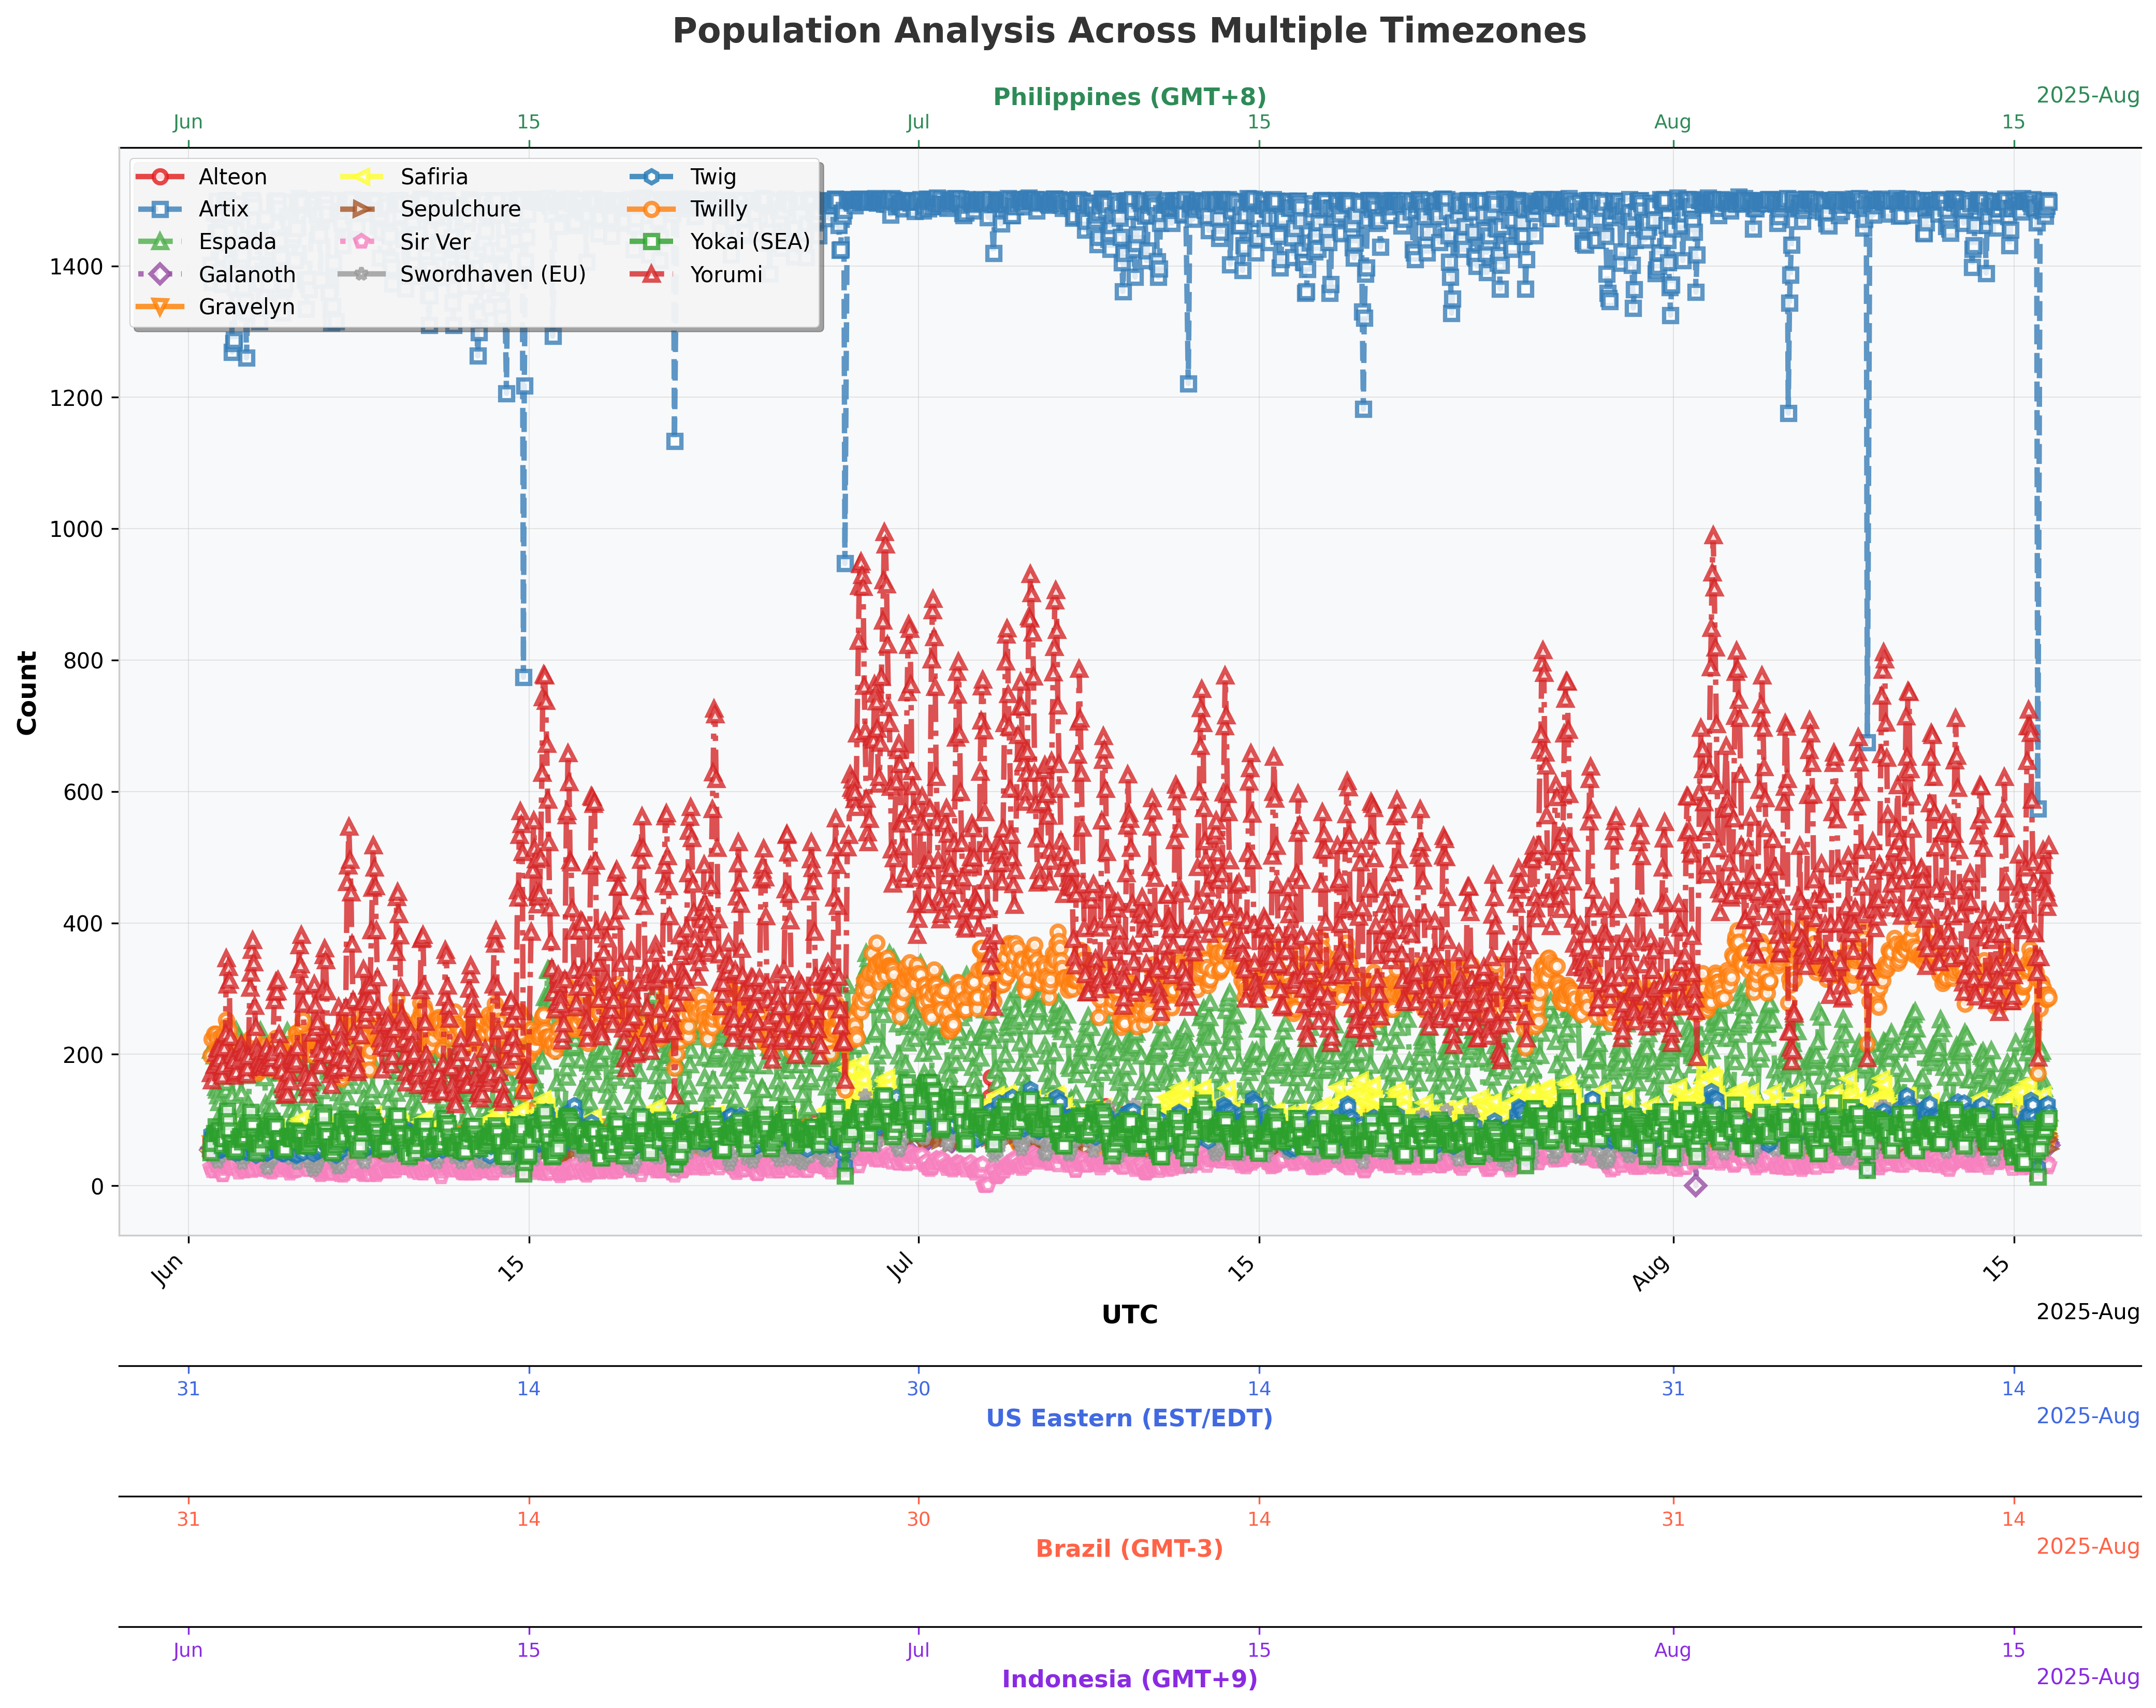 Population Analysis Across Multiple Timezones
Philippines (GMT+8)
2025-Aug
Jun 15 Jul 15 Aug 15
Alteon Safiria Twig
Artix Sepulchure Twilly
Espada Sir Ver Yokai (SEA)
Galanoth Swordhaven (EU) Yorumi
Gravelyn
Count
1400
1200
1000
800
600
400
200
0
Jun 15 Jul 15 Aug 15
UTC
2025-Aug
31 14 30 14 31 14
US Eastern (EST/EDT)
2025-Aug
31 14 30 14 31 14
Brazil (GMT-3)
2025-Aug
Jun 15 Jul 15 Aug 15
Indonesia (GMT+9)
2025-Aug